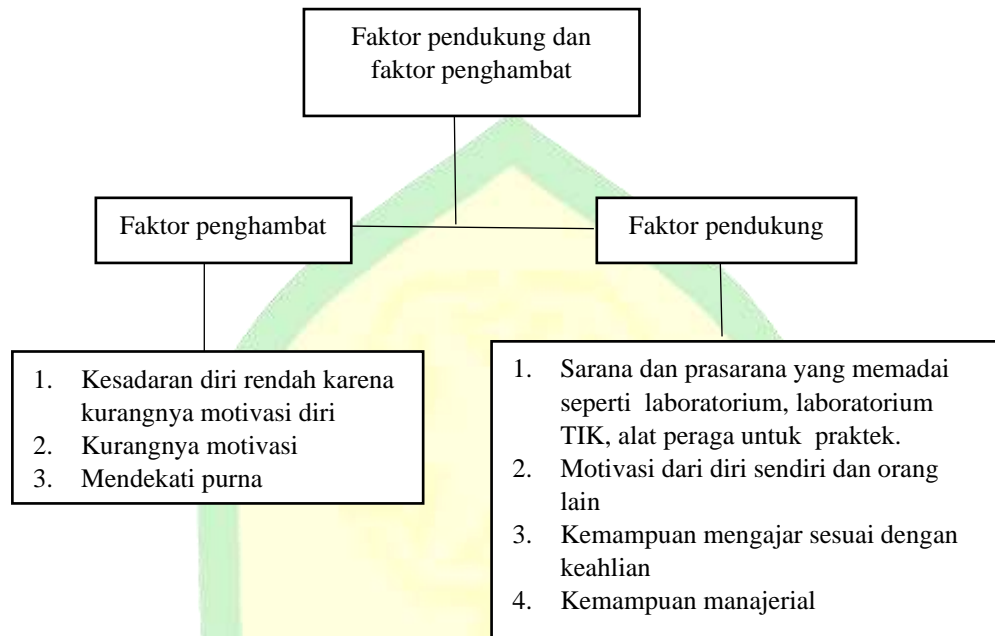 Faktor pendukung dan
faktor penghambat
Faktor penghambat
Faktor pendukung
1. Kesadaran diri rendah karena
kurangnya motivasi diri
2. Kurangnya motivasi
3. Mendekati purna
1. Sarana dan prasarana yang memadai
seperti laboratorium, laboratorium
TIK, alat peraga untuk praktek.
2. Motivasi dari diri sendiri dan orang
lain
3. Kemampuan mengajar sesuai dengan
keahlian
4. Kemampuan manajerial